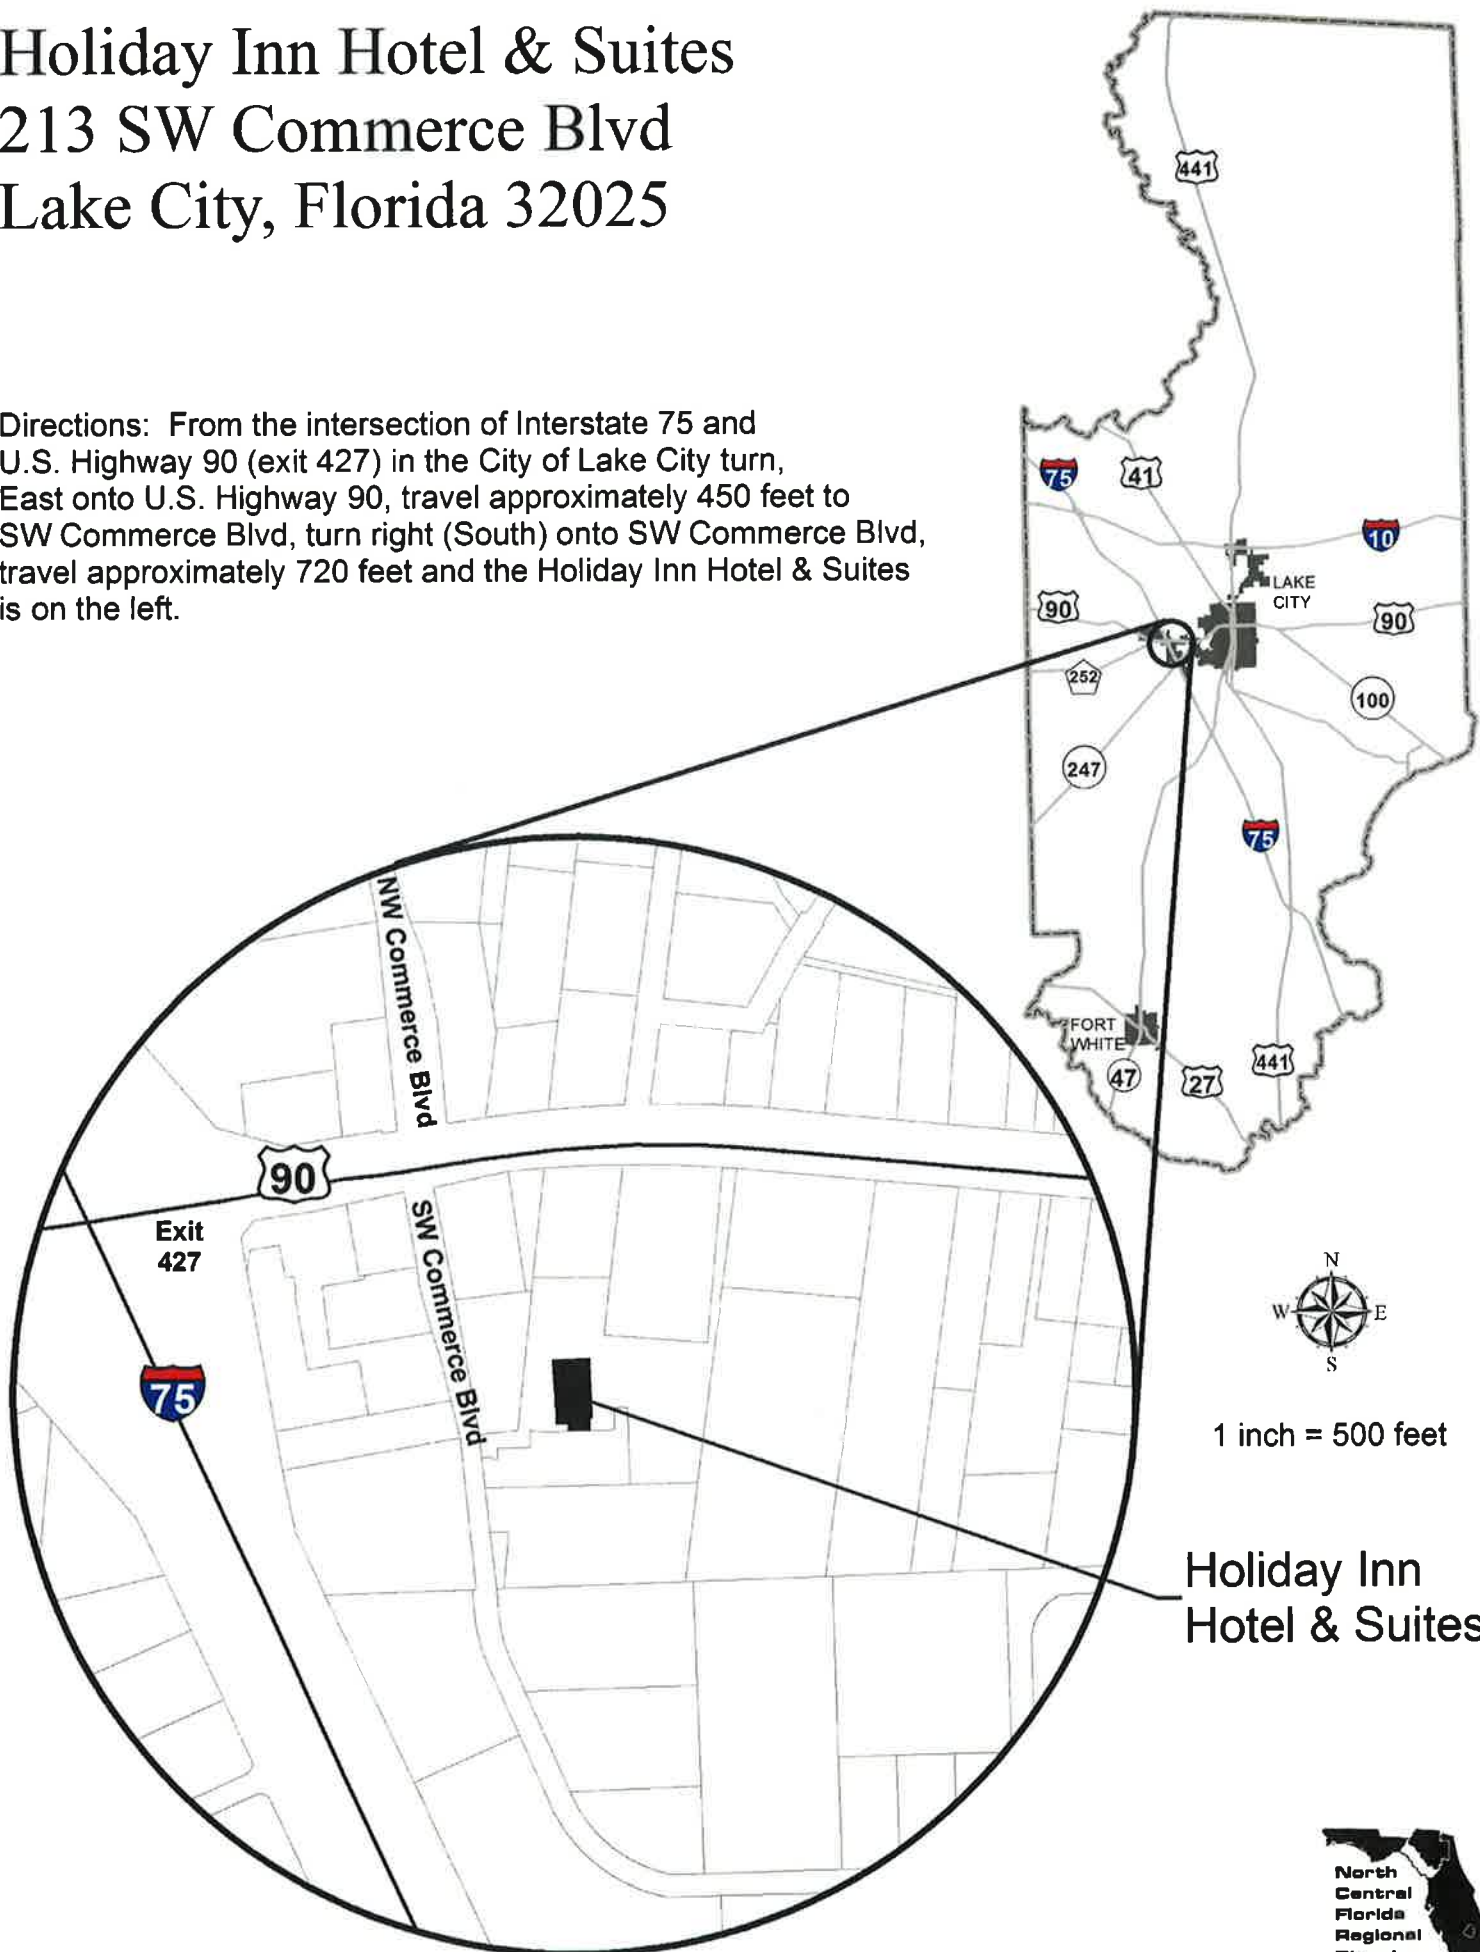 Holiday Inn Hotel & Suites
213 SW Commerce Blvd
Lake City, Florida 32025
Directions: From the intersection of Interstate 75 and
U.S. Highway 90 (exit 427) in the City of Lake City turn,
East onto U.S. Highway 90, travel approximately 450 feet to
SW Commerce Blvd, turn right (South) onto SW Commerce Blvd,
travel approximately 720 feet and the Holiday Inn Hotel & Suites
is on the left.
441
75
41
10
LAKE
CITY
90
90
252
100
247
75
FORT
WHITE
47
27
441
NW Commerce Blvd
90
Exit
427
SW Commerce Blvd
75
N
W
E
S
1 inch = 500 feet
Holiday Inn
Hotel & Suites
North
Central
Florida
Regional